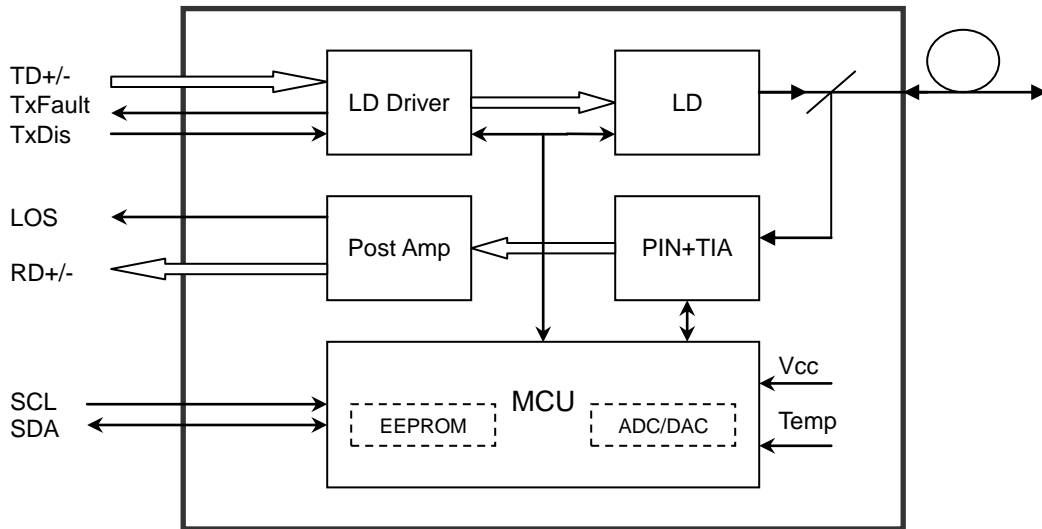 TD+/-
TxFault
TxDis
LD Driver
LD
LOS
RD+/-
Post Amp
PIN+TIA
SCL
SDA
MCU
EEPROM
ADC/DAC
Vcc
Temp